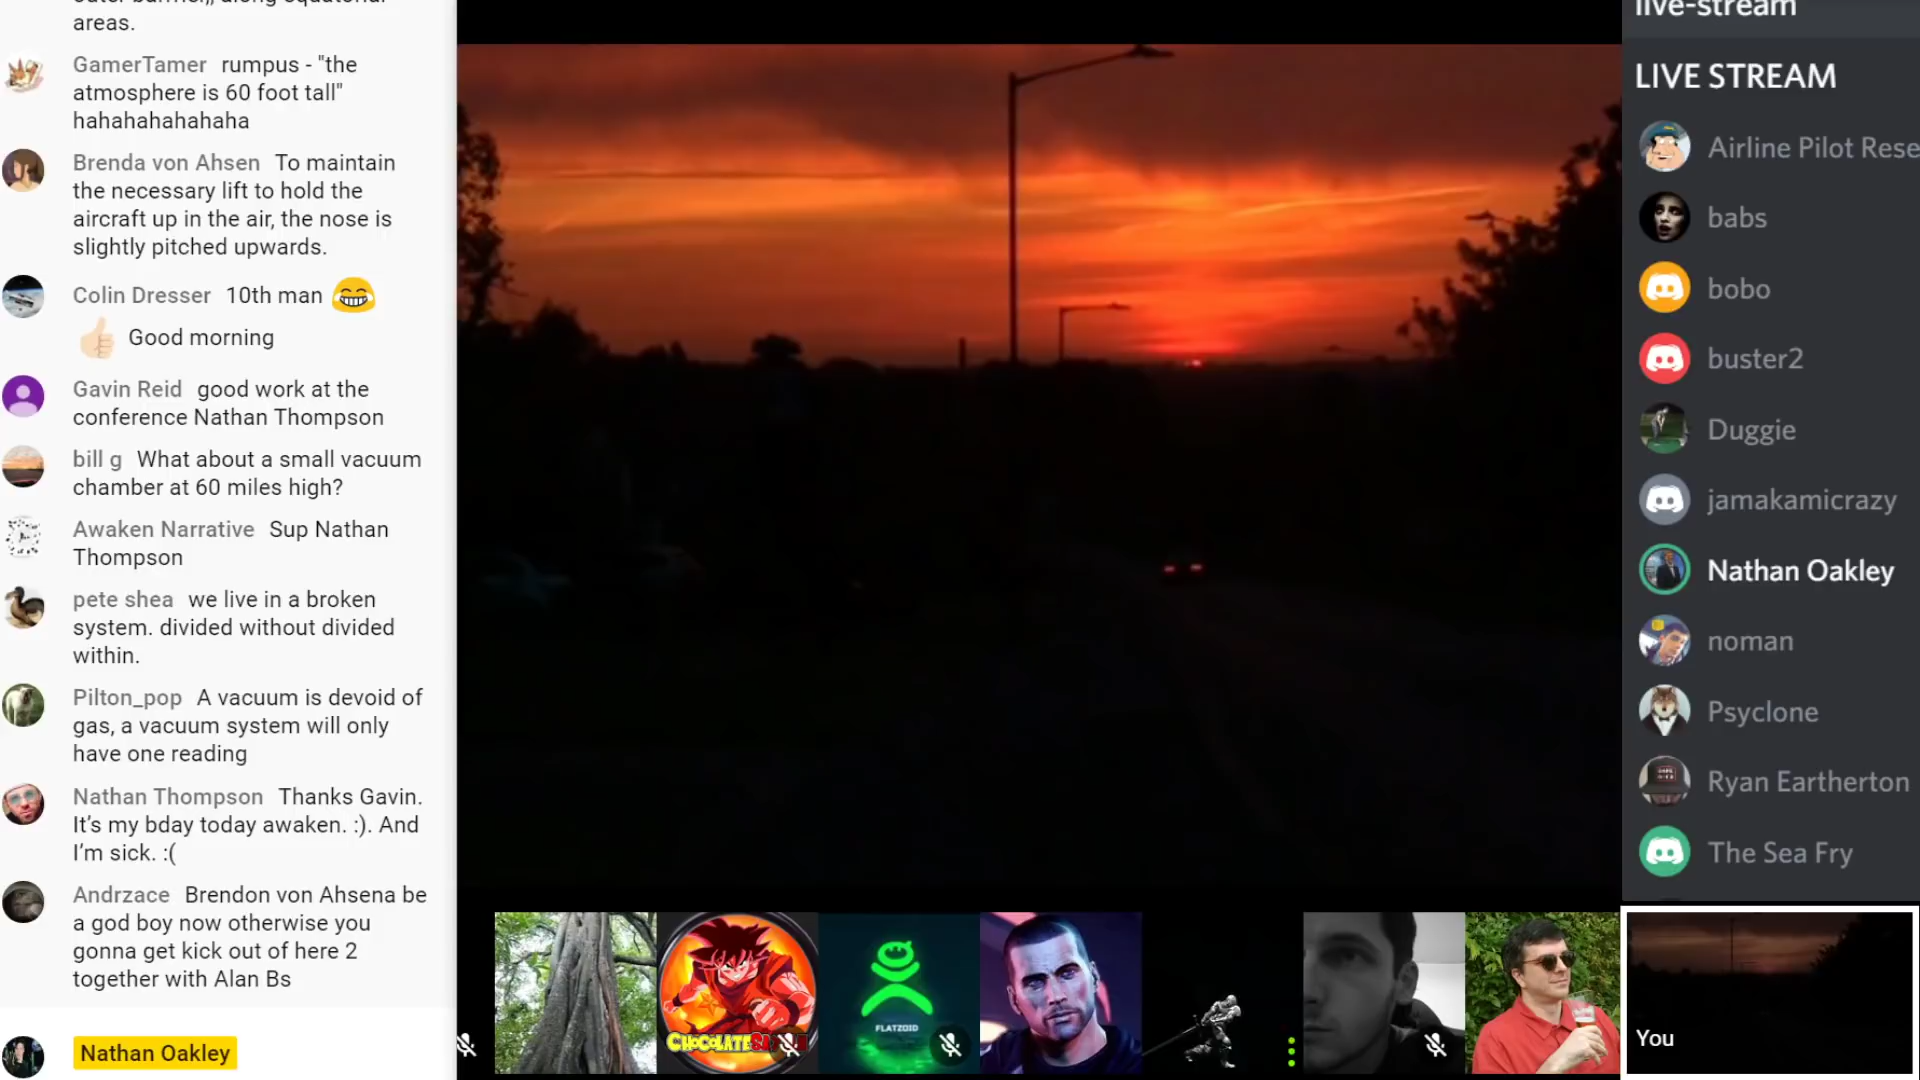 areas.
GamerTamer rumpus - "the
atmosphere is 60 foot tall"
hahahahahahaha
Brenda von Ahsen To maintain
the necessary lift to hold the
aircraft up in the air, the nose is
slightly pitched upwards.
Colin Dresser 10th man
Good morning
Gavin Reid good work at the
conference Nathan Thompson
bill g What about a small vacuum
chamber at 60 miles high?
Awaken Narrative Sup Nathan
Thompson
pete shea we live in a broken
system. divided without divided
within.
Pilton_pop A vacuum is devoid of
gas, a vacuum system will only
have one reading
Nathan Thompson Thanks Gavin.
It’s my bday today awaken. :). And
I’m sick. :(
Andrzace Brendon von Ahsena be
a god boy now otherwise you
gonna get kick out of here 2
together with Alan Bs
Nathan Oakley
FLATZOID
You
live-stream
LIVE STREAM
Airline Pilot Rese
babs
bobo
buster2
Duggie
jamakamicrazy
Nathan Oakley
noman
Psyclone
Ryan Eartherton
The Sea Fry